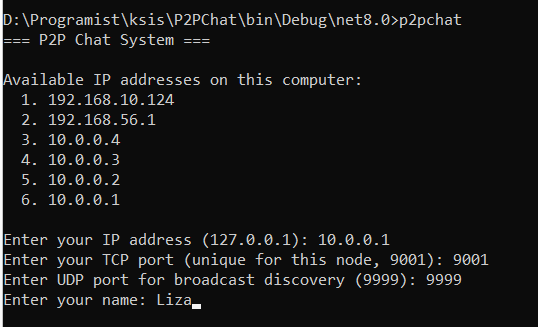 D:\Programist\ksis\P2PChat\bin\Debug\net8.0>p2pchat
=== P2P Chat System ===
Available IP addresses on this computer:
1. 192.168.10.124
2. 192.168.56.1
3. 10.0.0.4
4. 10.0.0.3
5. 10.0.0.2
6. 10.0.0.1
Enter your IP address (127.0.0.1): 10.0.0.1
Enter your TCP port (unique for this node, 9001): 9001
Enter UDP port for broadcast discovery (9999): 9999
Enter your name: Liza